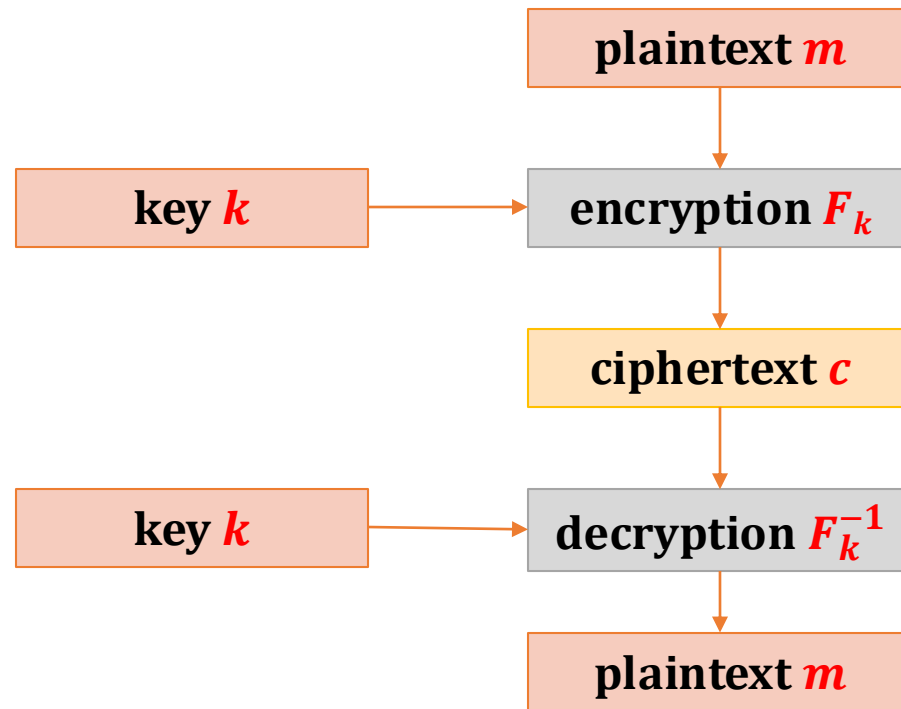 plaintext m
key k
encryption F_k
ciphertext c
key k
decryption F_k^{-1}
plaintext m